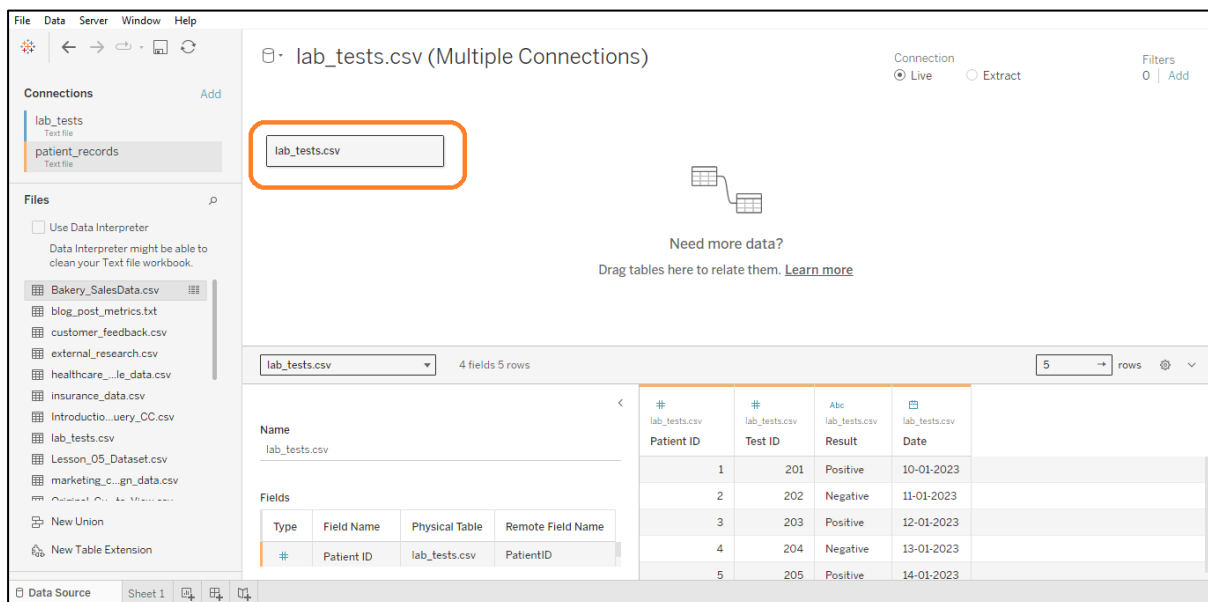 File Data Server Window Help
lab_tests.csv (Multiple Connections)
Connection
Live Extract
Filters
0 Add
Connections Add
lab_tests
Text file
patient_records
Text file
Files
Use Data Interpreter
Data Interpreter might be able to
clean your Text file workbook.
Bakery_SalesData.csv
blog_post_metrics.txt
customer_feedback.csv
external_research.csv
healthcare_...le_data.csv
insurance_data.csv
Introductio...uery_CC.csv
lab_tests.csv
Lesson_05_Dataset.csv
marketing_c...gn_data.csv
New Union
New Table Extension
lab_tests.csv
Need more data?
Drag tables here to relate them. Learn more
lab_tests.csv 4 fields 5 rows 5 rows
Name
lab_tests.csv
Fields
Type Field Name Physical Table Remote Field Name
# Patient ID lab_tests.csv PatientID
# # Abc
lab_tests.csv lab_tests.csv lab_tests.csv lab_tests.csv
Patient ID Test ID Result Date
1 201 Positive 10-01-2023
2 202 Negative 11-01-2023
3 203 Positive 12-01-2023
4 204 Negative 13-01-2023
5 205 Positive 14-01-2023
Data Source Sheet 1